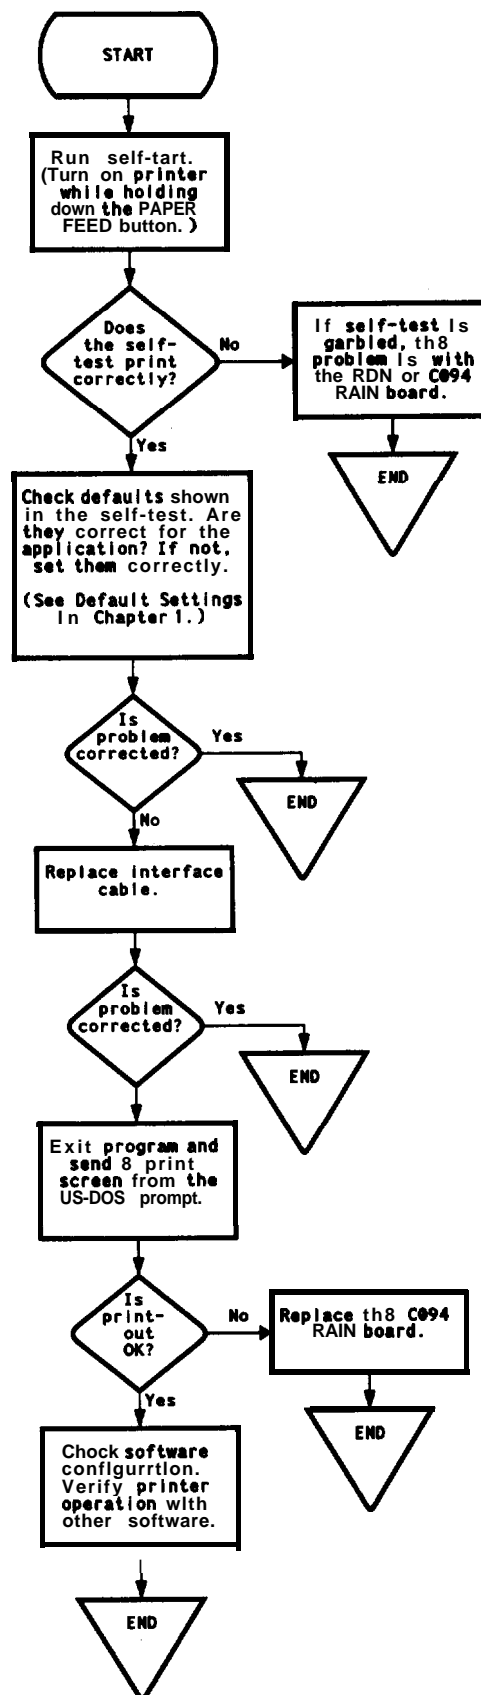 START
Run self-tart.
(Turn on printer
while holding
down the PAPER
FEED button. )
Does
the self-
test print
correctly?
No
If self-test Is
garbled, th8
problem Is with
the RDN or C094
RAIN board.
END
Yes
Check defaults shown
in the self-test. Are
they correct for the
application? If not,
set them correctly.
(See Default Settings
In Chapter 1.)
Is
problem
corrected?
Yes
END
No
Replace interface
cable.
Is
problem
corrected?
Yes
END
Exit program and
send 8 print
screen from the
US-DOS prompt.
Is
print-
out
OK?
No
Replace th8 C094
RAIN board.
END
Yes
Chock software
conflgurrtlon.
Verify printer
operation wlth
other software.
END